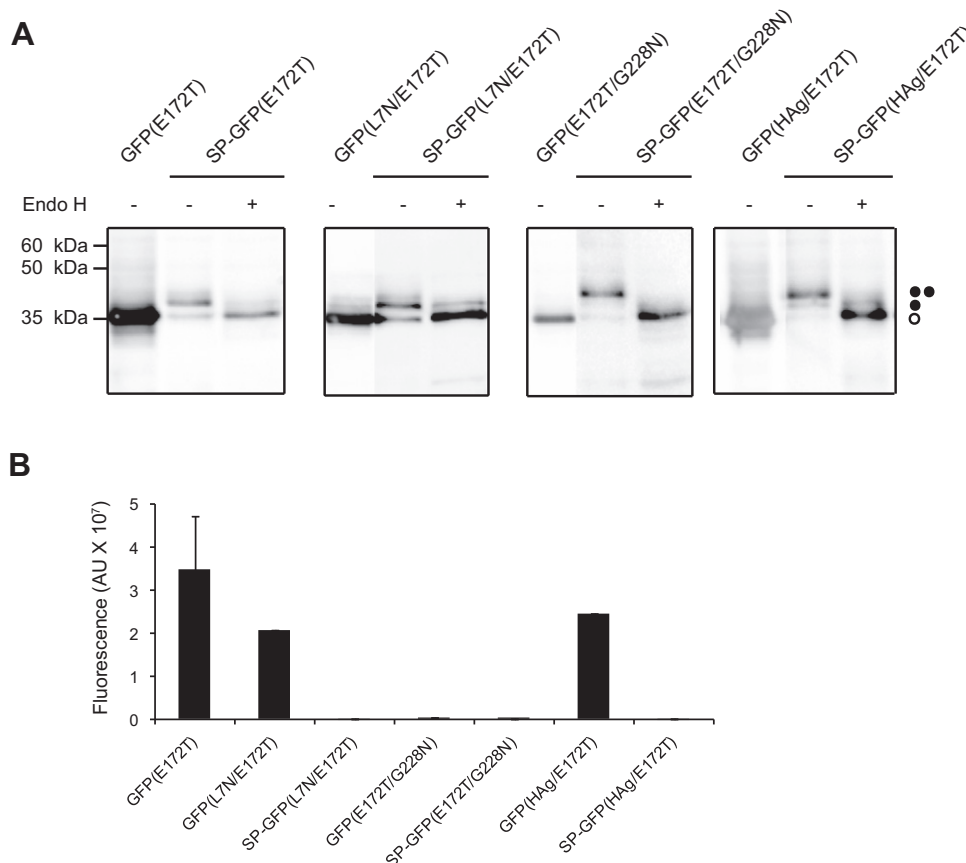 A
GFP(E172T)
SP-GFP(E172T)
GFP(L7N/E172T)
SP-GFP(L7N/E172T)
GFP(E172T/G228N)
SP-GFP(E172T/G228N)
GFP(HAg/E172T)
SP-GFP(HAg/E172T)
Endo H - - + - - + - - + - - +
60 kDa
50 kDa
35 kDa
B
Fluorescence (AU X 10⁷)
5
4
3
2
1
0
GFP(E172T)
GFP(L7N/E172T)
SP-GFP(L7N/E172T)
GFP(E172T/G228N)
SP-GFP(E172T/G228N)
GFP(HAg/E172T)
SP-GFP(HAg/E172T)